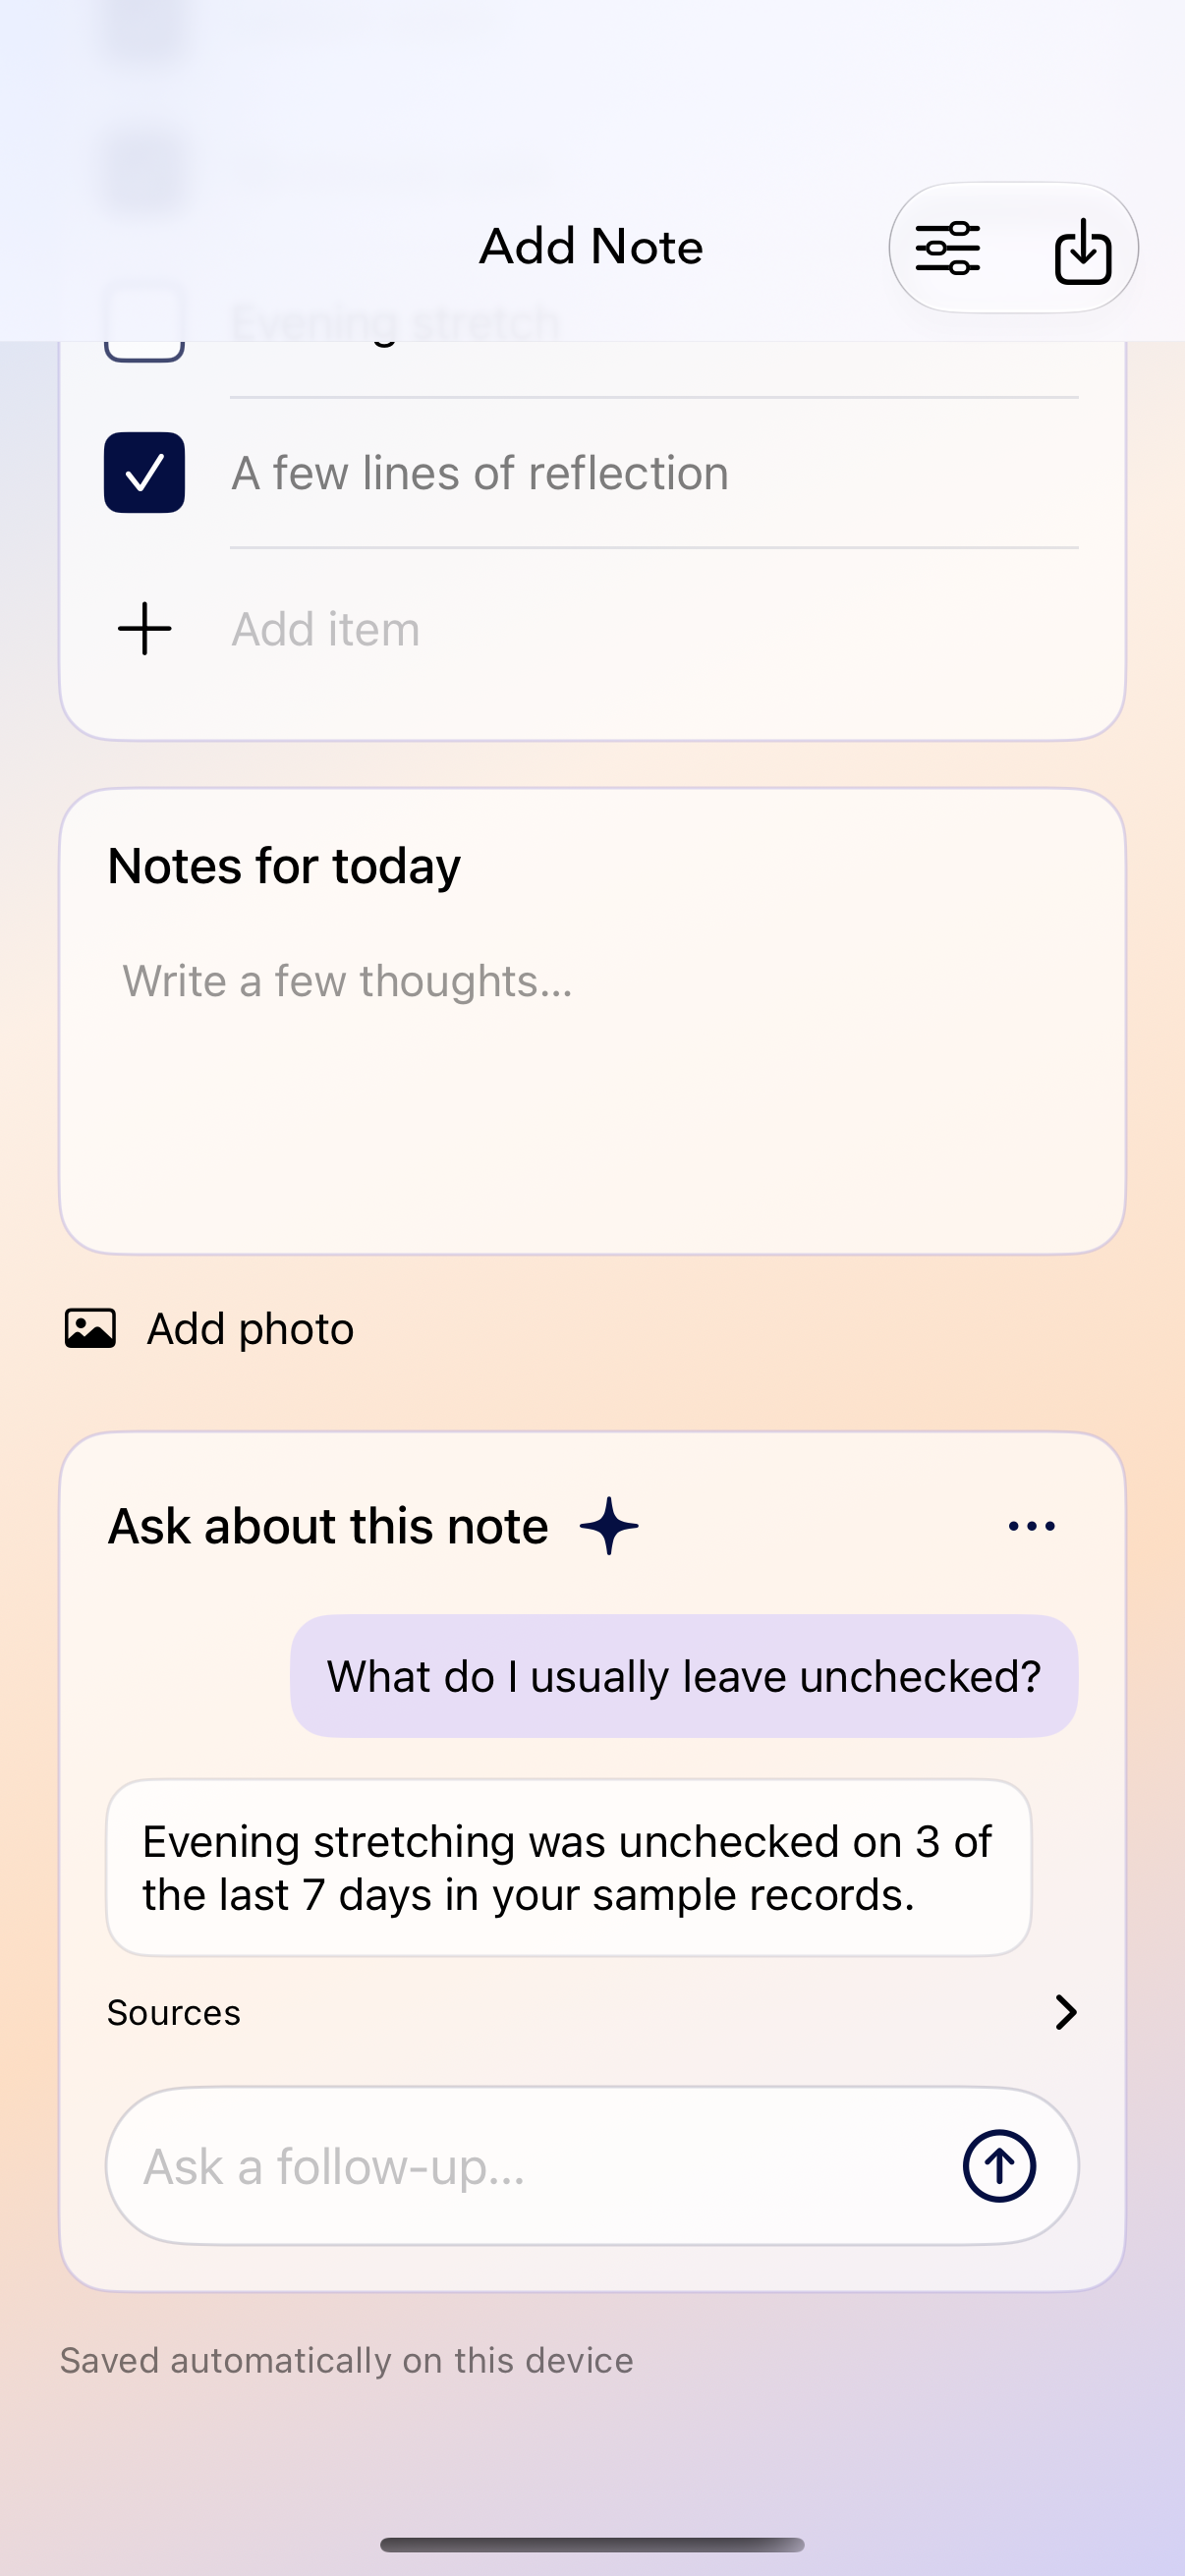 Add Note
Evening stretch
A few lines of reflection
Add item
Notes for today
Write a few thoughts...
Add photo
Ask about this note
What do I usually leave unchecked?
Evening stretching was unchecked on 3 of
the last 7 days in your sample records.
Sources
Ask a follow-up...
Saved automatically on this device